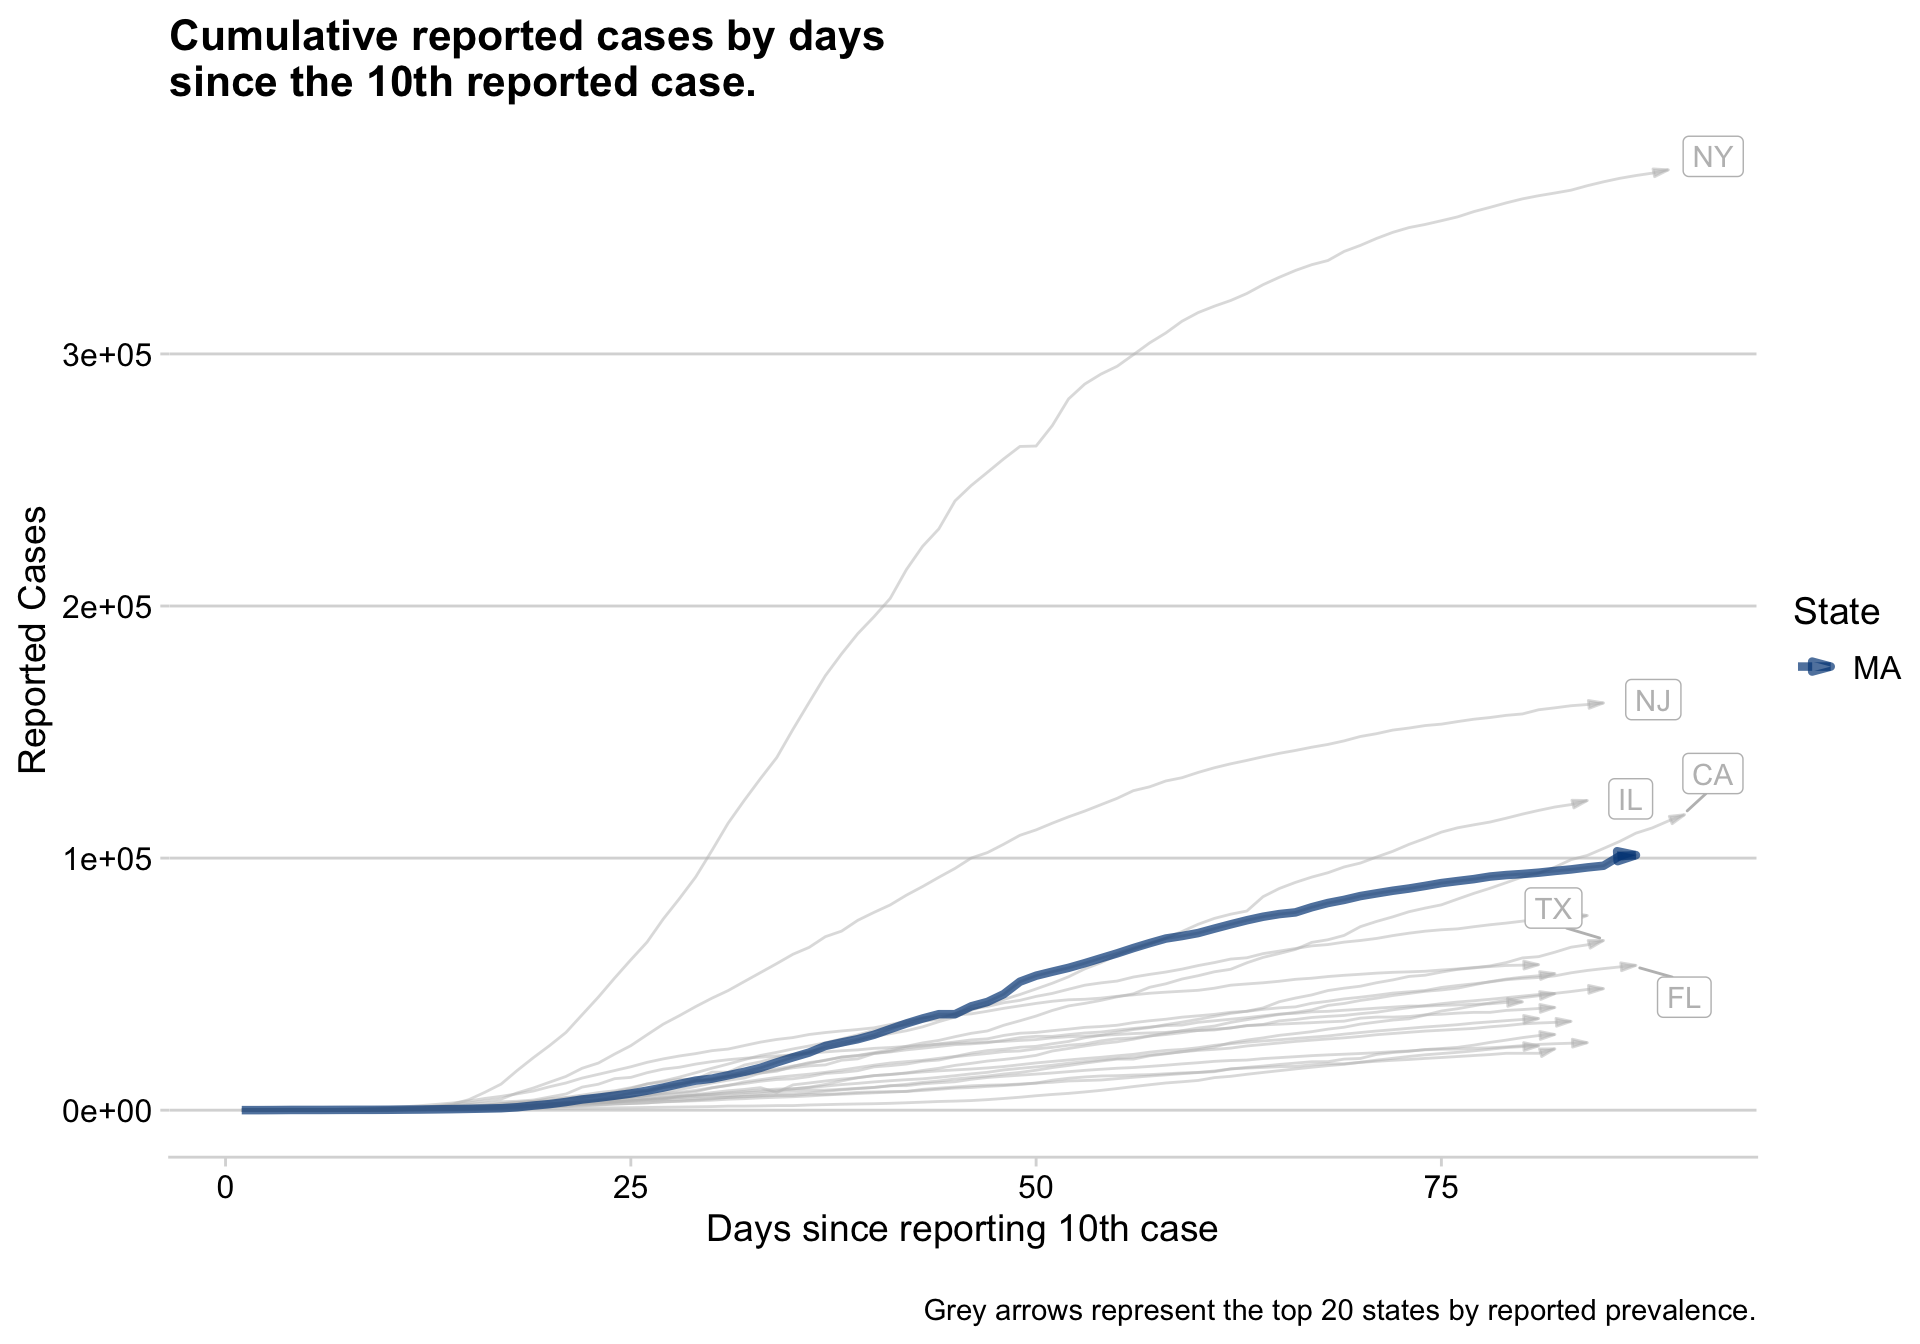 Cumulative reported cases by days
since the 10th reported case.
NY
3e+05
2e+05
State
MA
NJ
CA
IL
1e+05
TX
FL
0e+00
Reported Cases
0
25
50
75
Days since reporting 10th case
Grey arrows represent the top 20 states by reported prevalence.